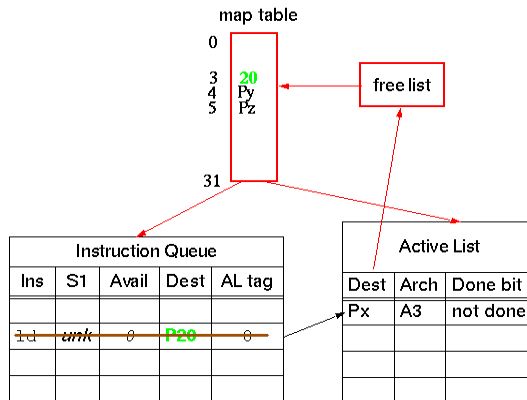 map table
0
3 20
4 Py
5 Pz
31
free list
Instruction Queue
Ins S1 Avail Dest AL tag
ld unk 0 P20 0
Active List
Dest Arch Done bit
Px A3 not done